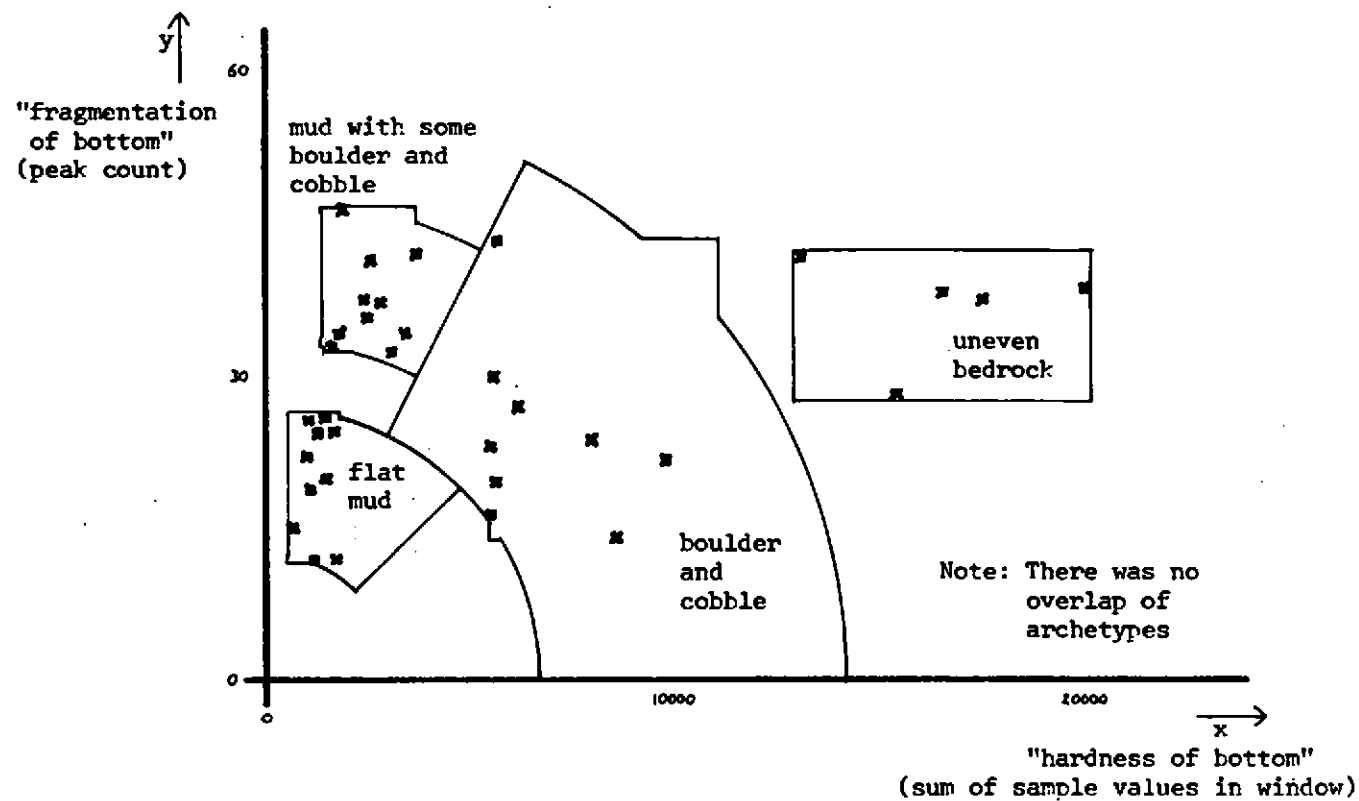 y
60
"fragmentation
of bottom"
(peak count)
mud with some
boulder and
cobble
uneven
bedrock
30
flat
mud
boulder
and
cobble
Note: There was no
overlap of
archetypes
0
0
10000
20000
x
"hardness of bottom"
(sum of sample values in window)